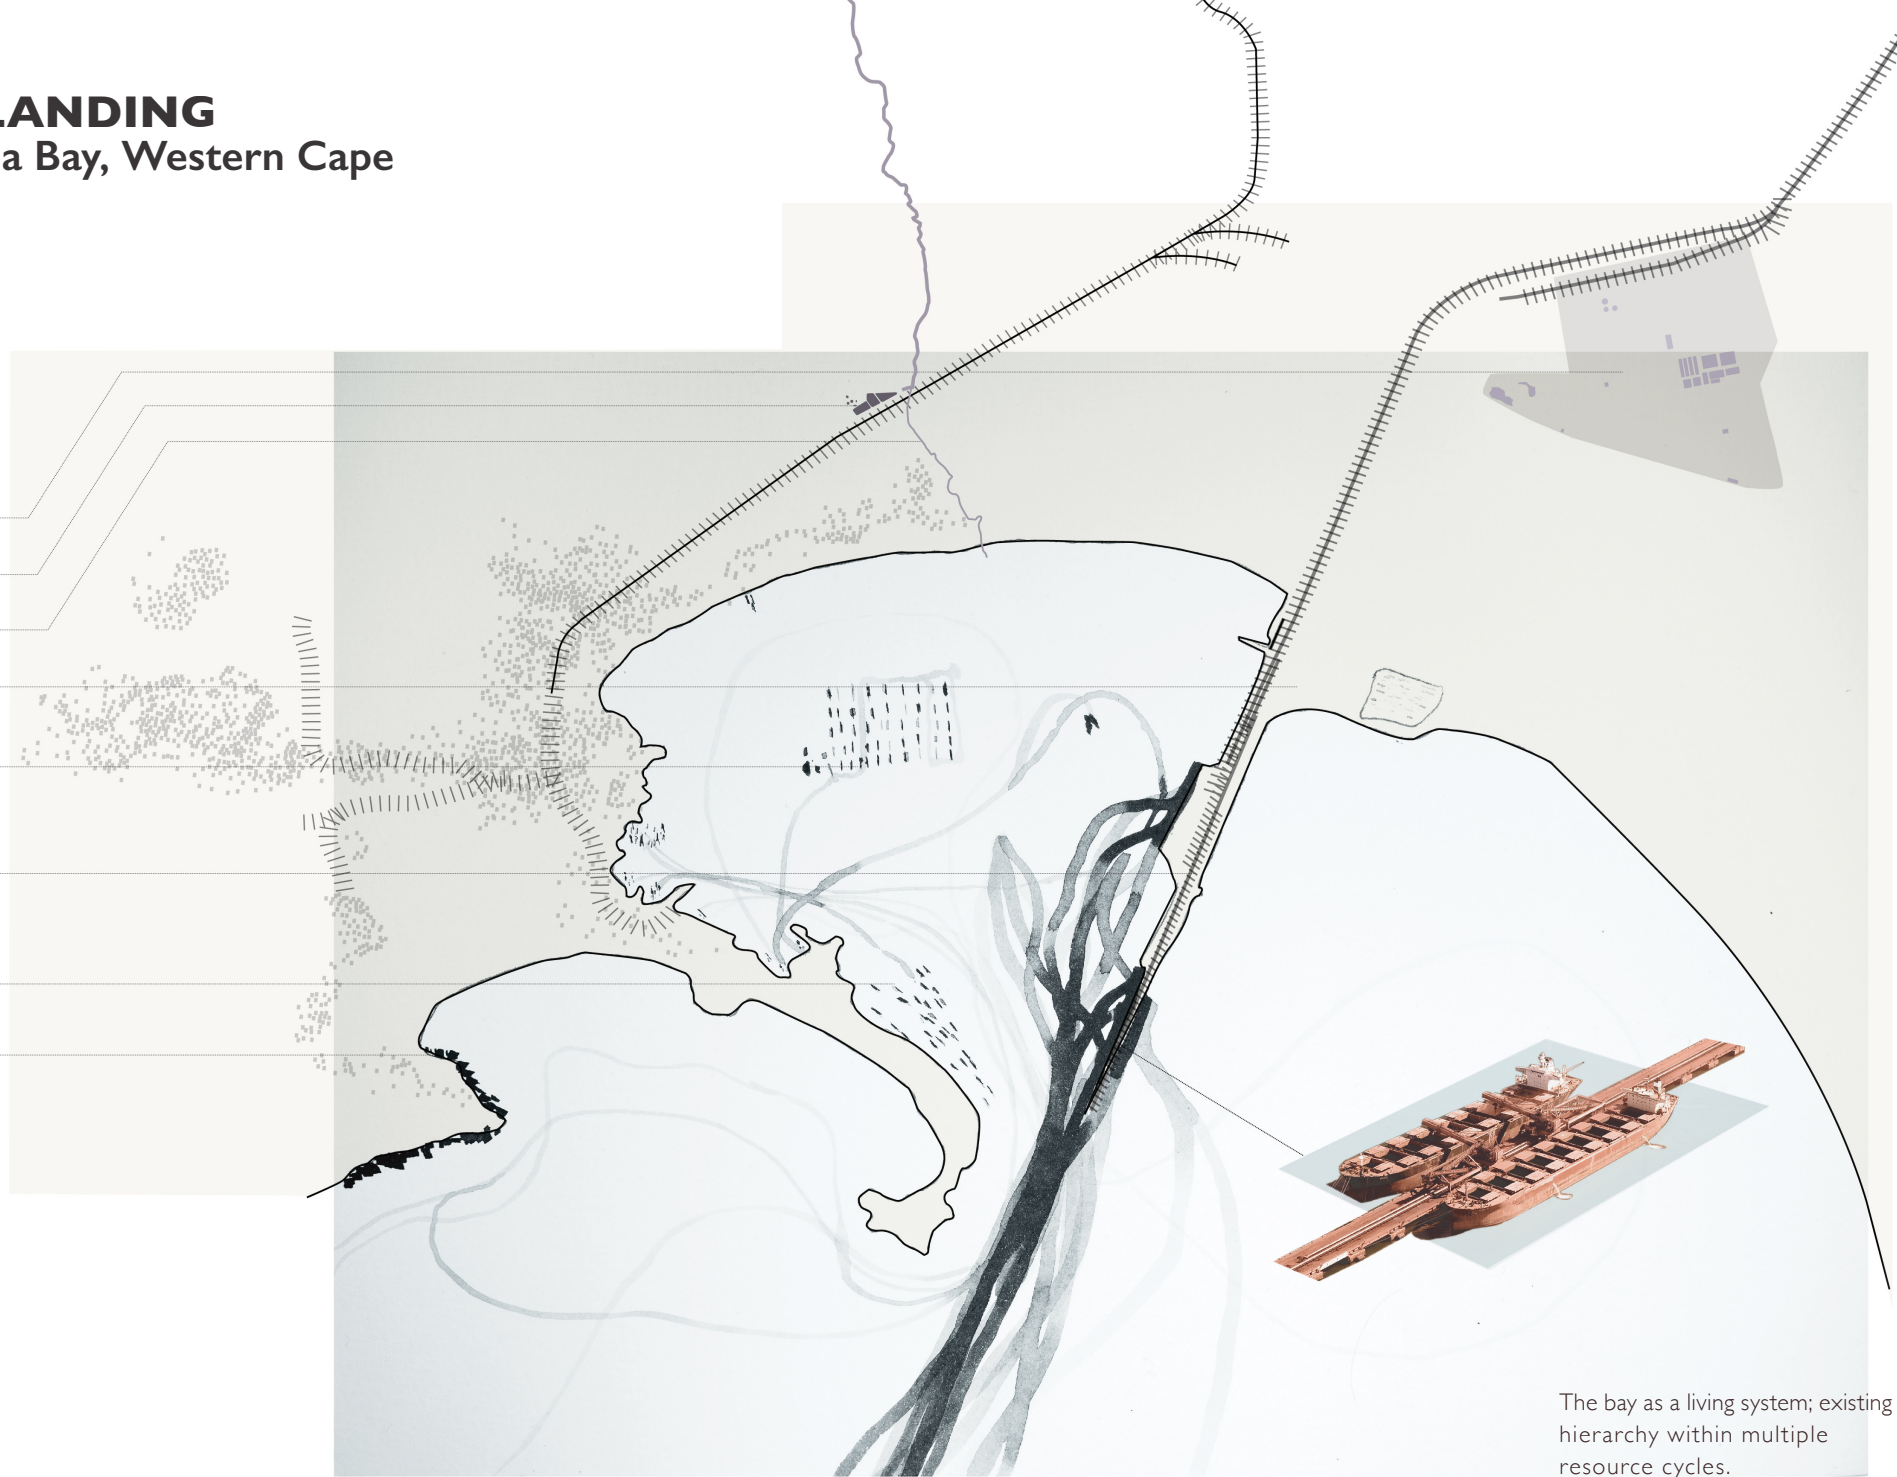 LANDING
a Bay, Western Cape
The bay as a living system; existing
hierarchy within multiple
resource cycles.